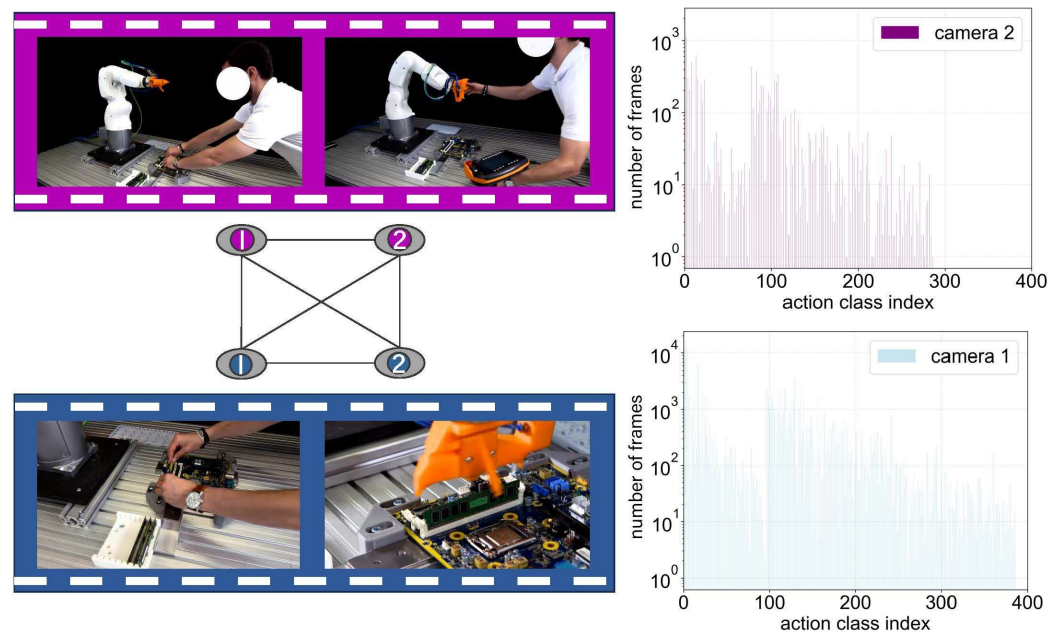 camera 2
number of frames
10³
10²
10¹
10⁰
0 100 200 300 400
action class index
1 2
1 2
camera 1
number of frames
10⁴
10³
10²
10¹
10⁰
0 100 200 300 400
action class index